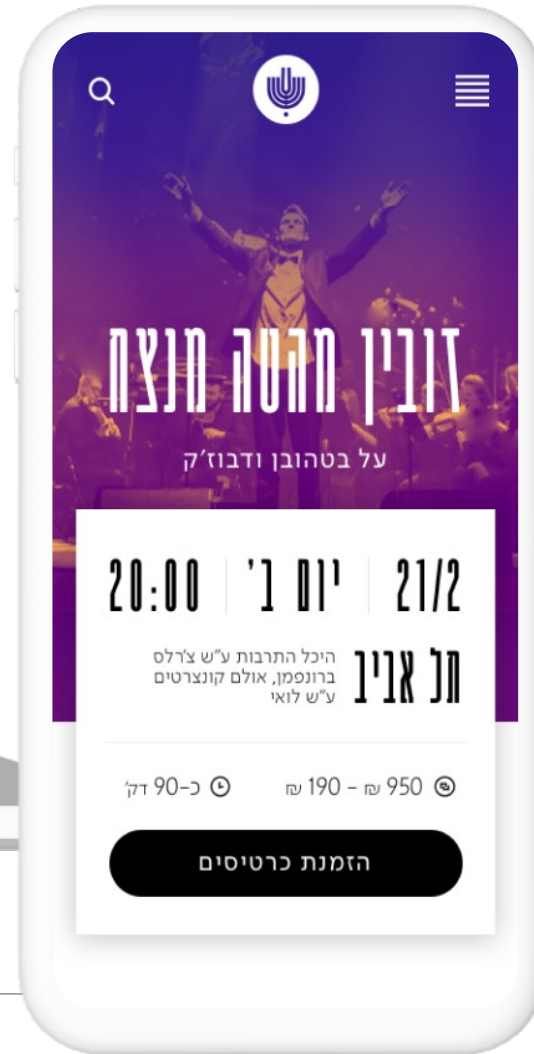 זובין מהטה מנצח
על בטהובן ודבוז'ק
21/2 יום ב' 20:00
תל אביב
היכל התרבות ע"ש צ'רלס
ברונפמן, אולם קונצרטים
ע"ש לואי
950 ₪ – 190 ₪
כ-90 דק'
הזמנת כרטיסים